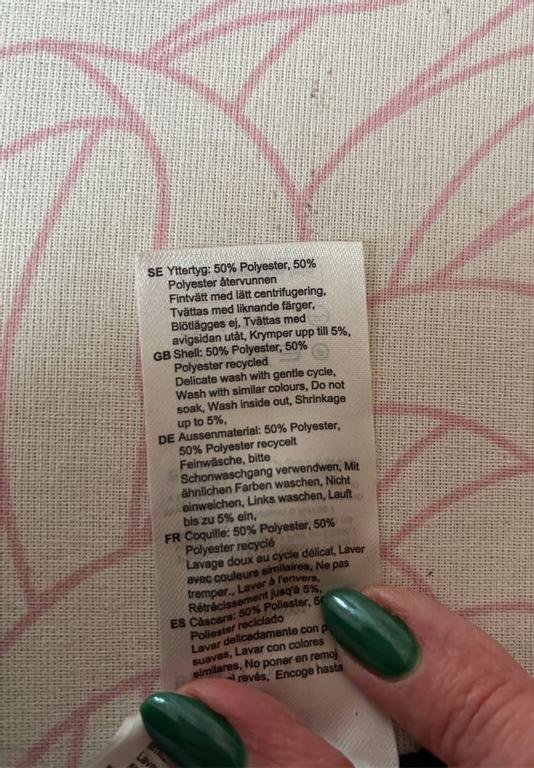 SE Yttertyg: 50% Polyester, 50%
Polyester återvunnen
Fintvätt med lätt centrifugering,
Tvättas med liknande färger,
Blötlägges ej, Tvättas med
avigsidan utåt, Krymper upp till 5%,
GB Shell: 50% Polyester, 50%
Polyester recycled
Delicate wash with gentle cycle,
Wash with similar colours, Do not
soak, Wash inside out, Shrinkage
up to 5%,
DE Aussenmaterial: 50% Polyester,
50% Polyester recycelt
Feinwäsche, bitte
Schonwaschgang verwendwen, Mit
ähnlichen Farben waschen, Nicht
einweichen, Links waschen, Lauft
bis zu 5% ein,
FR Coquille: 50% Polyester, 50%
Polyester recyclé
Lavage doux au cycle délicat, Laver
avec couleurs similaires, Ne pas
tremper., Laver à l'envers,
Rétrécissement jusqu'à 5%,
ES Càscara: 50% Poliester,
Poliester reciclado
Lavar delicadamente con
suaves, Lavar con colores
similares, No poner en
revés, Encoge hasta